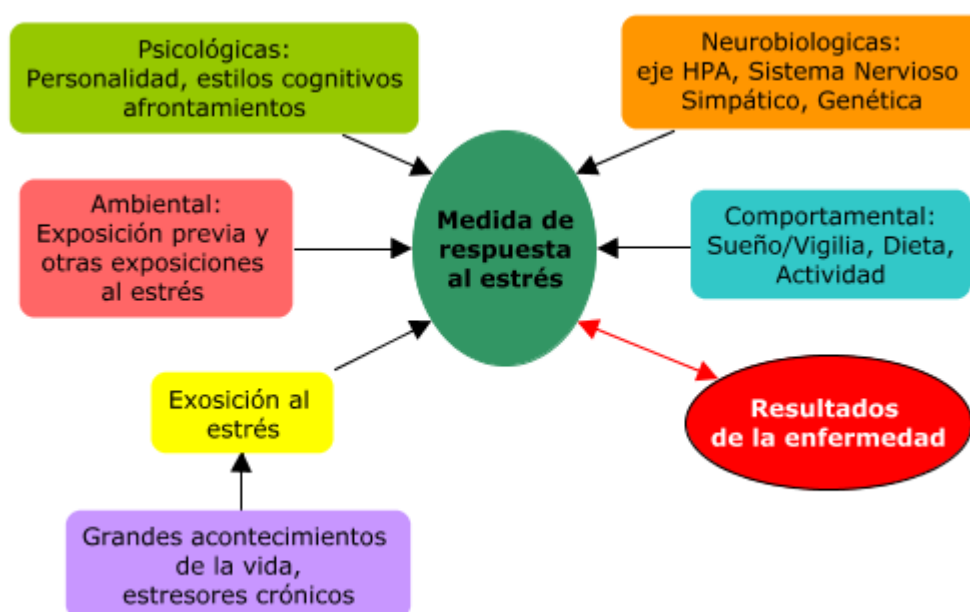 Psicológicas:
Personalidad, estilos cognitivos
afrontamientos
Neurobiologicas:
eje HPA, Sistema Nervioso
Simpático, Genética
Ambiental:
Exposición previa y
otras exposiciones
al estrés
Medida de
respuesta
al estrés
Comportamental:
Sueño/Vigilia, Dieta,
Actividad
Exosición al
estrés
Resultados
de la enfermedad
Grandes acontecimientos
de la vida,
estresores crónicos